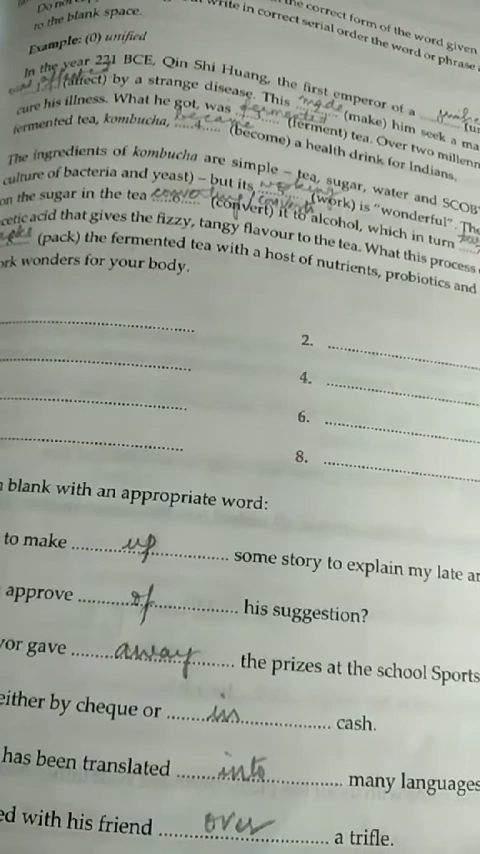 Do not
the correct form of the word given
write in correct serial order the word or phrase
to the blank space.
Example: (0) unified
In the year 221 BCE, Qin Shi Huang, the first emperor of a
was affected
1 (affect) by a strange disease. This made (make) him seek a
cure his illness. What he got, was fermented (ferment) tea. Over two
became
fermented tea, kombucha, ....4.... (become) a health drink for Indians.
The ingredients of kombucha are simple – tea, sugar, water and
culture of bacteria and yeast) – but its working (work) is "wonderful". The
on the sugar in the tea ....6.... (convert) it to alcohol, which in turn
cetic acid that gives the fizzy, tangy flavour to the tea. What this process
(pack) the fermented tea with a host of nutrients, probiotics and
ork wonders for your body.
2. ....................
4. ....................
6. ....................
8. ....................
blank with an appropriate word:
to make ..........up.......... some story to explain my late
approve ..........of.......... his suggestion?
gave ..........away.......... the prizes at the school Sports
either by cheque or ..........in.......... cash.
has been translated ..........into.......... many languages
ed with his friend ..........over.......... a trifle.